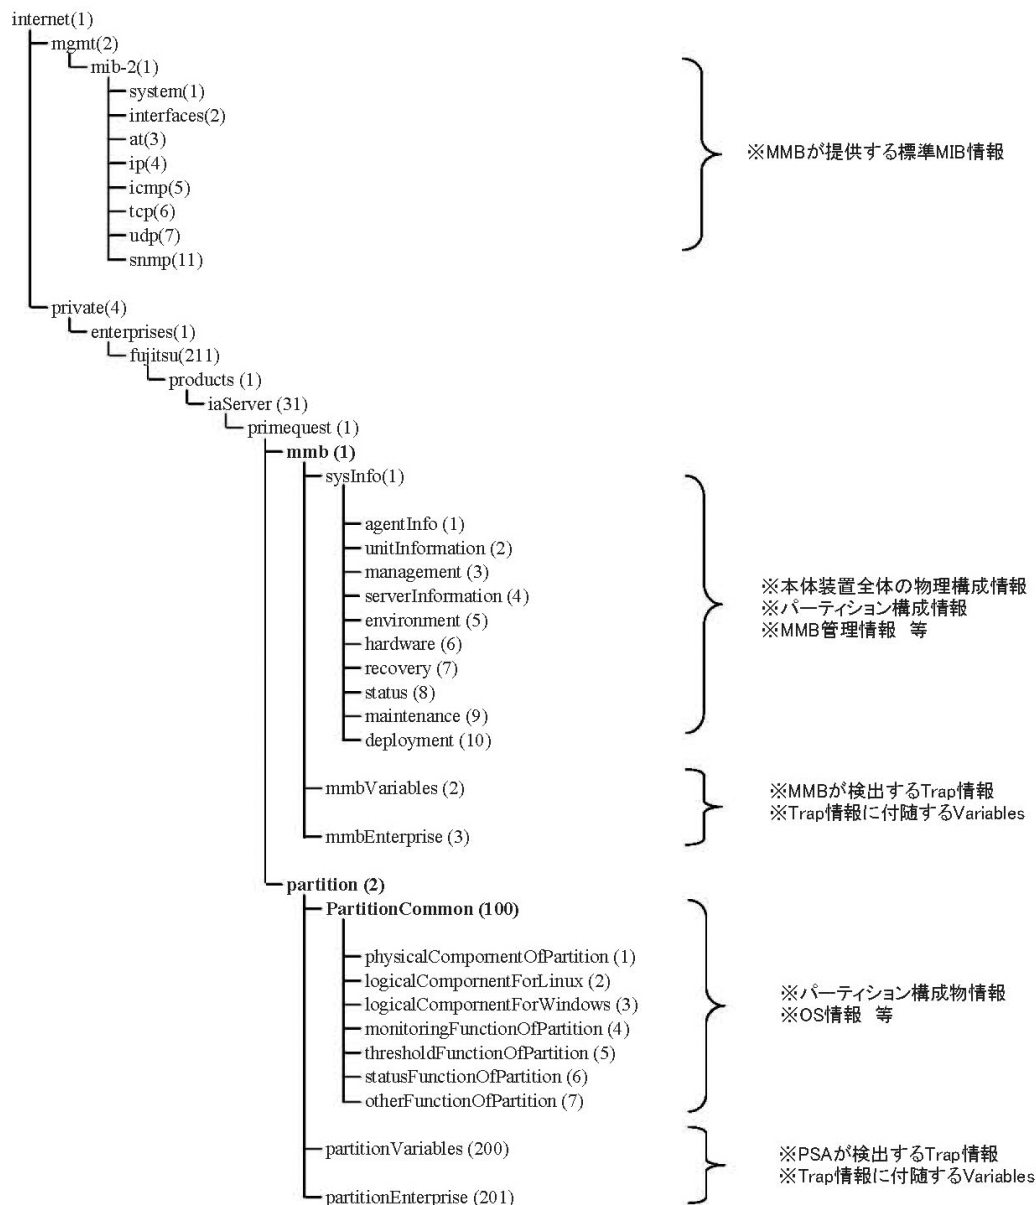 internet(1)
mgmt(2)
mib-2(1)
system(1)
interfaces(2)
at(3)
ip(4)
icmp(5)
tcp(6)
udp(7)
snmp(11)
※MMBが提供する標準MIB情報
private(4)
enterprises(1)
fujitsu(211)
products (1)
iaServer (31)
primequest (1)
mmb (1)
sysInfo(1)
agentInfo (1)
unitInformation (2)
management (3)
serverInformation (4)
environment (5)
hardware (6)
recovery (7)
status (8)
maintenance (9)
deployment (10)
※本体装置全体の物理構成情報
※パーティション構成情報
※MMB管理情報 等
mmbVariables (2)
mmbEnterprise (3)
※MMBが検出するTrap情報
※Trap情報に付随するVariables
partition (2)
PartitionCommon (100)
physicalCompornentOfPartition (1)
logicalCompornentForLinux (2)
logicalCompornentForWindows (3)
monitoringFunctionOfPartition (4)
thresholdFunctionOfPartition (5)
statusFunctionOfPartition (6)
otherFunctionOfPartition (7)
※パーティション構成物情報
※OS情報 等
partitionVariables (200)
partitionEnterprise (201)
※PSAが検出するTrap情報
※Trap情報に付随するVariables